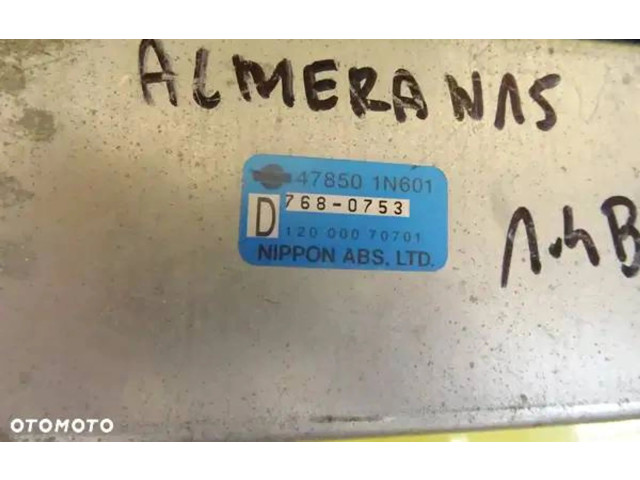 ALMERA N15
47850 1N601
D 768-0753
120 000 70701
NIPPON ABS, LTD.
1.4B
OTOMOTO